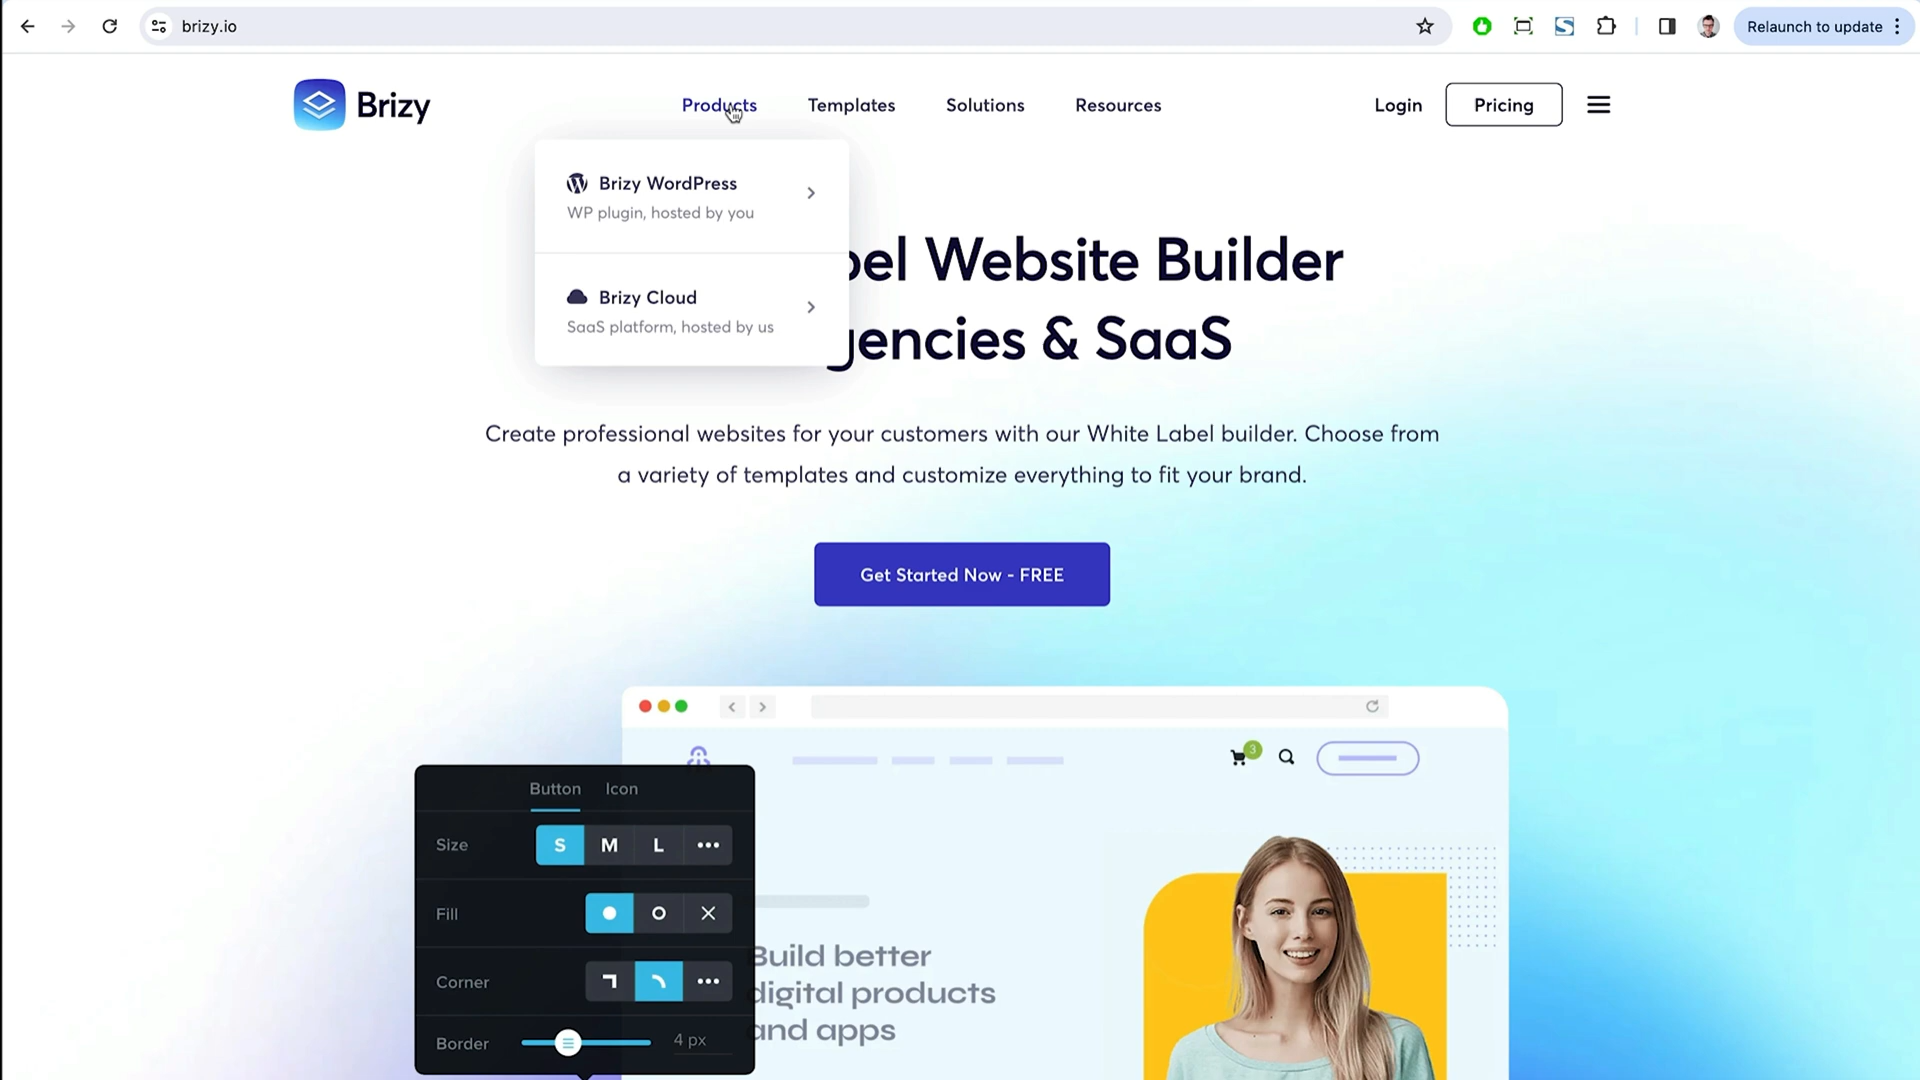 brizy.io
Relaunch to update
Brizy
Products
Templates
Solutions
Resources
Login
Pricing
Brizy WordPress
WP plugin, hosted by you
Brizy Cloud
SaaS platform, hosted by us
Website Builder
& SaaS
Create professional websites for your customers with our White Label builder. Choose from
a variety of templates and customize everything to fit your brand.
Get Started Now - FREE
3
Button Icon
Size S M L
Fill
Corner
Border 4 px
Build better
digital products
and apps